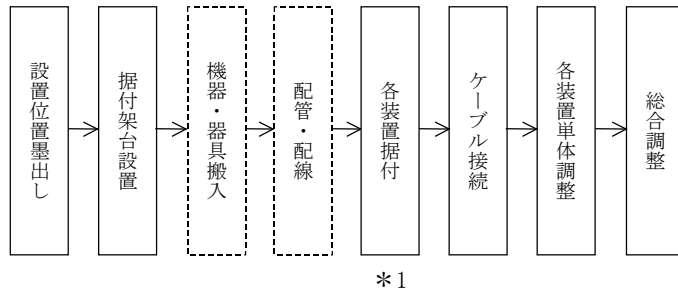 設置位置墨出し
据付架台設置
機器・器具搬入
配管・配線
各装置据付
ケーブル接続
各装置単体調整
総合調整
＊1